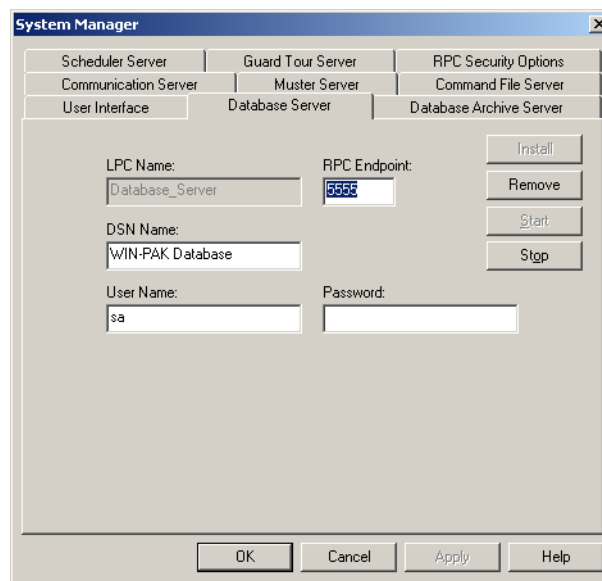 System Manager
Scheduler Server Guard Tour Server RPC Security Options
Communication Server Muster Server Command File Server
User Interface Database Server Database Archive Server
LPC Name: RPC Endpoint: Install
Database_Server 5555 Remove
DSN Name: Start
WIN-PAK Database Stop
User Name: Password:
sa
OK Cancel Apply Help